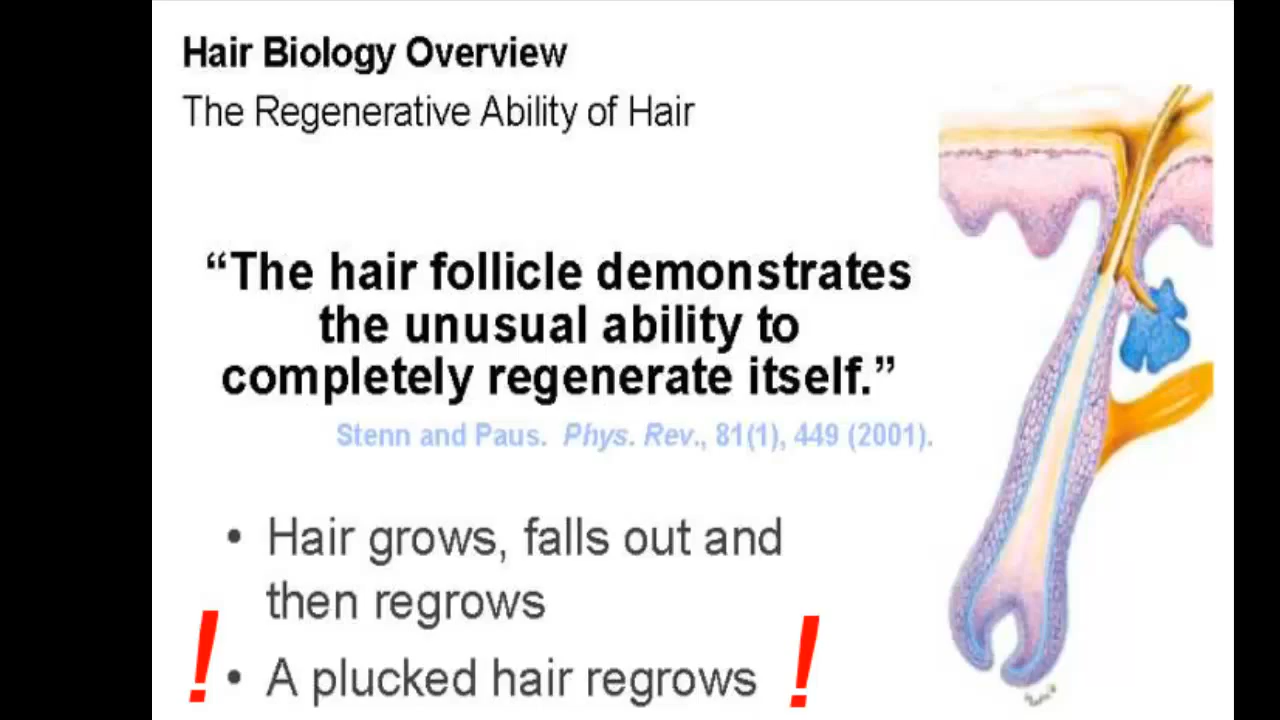 Hair Biology Overview
The Regenerative Ability of Hair
“The hair follicle demonstrates
the unusual ability to
completely regenerate itself.”
Stenn and Paus. Phys. Rev., 81(1), 449 (2001).
• Hair grows, falls out and
then regrows
! • A plucked hair regrows !